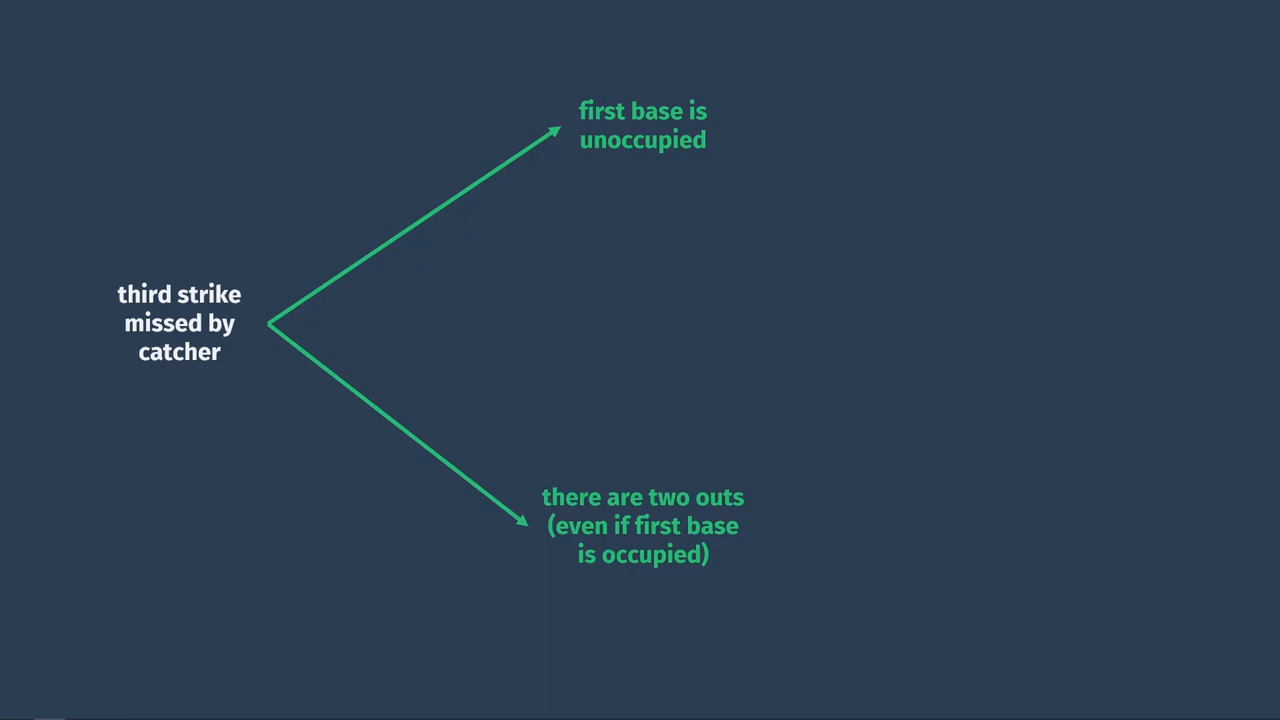 first base is
unoccupied
third strike
missed by
catcher
there are two outs
(even if first base
is occupied)